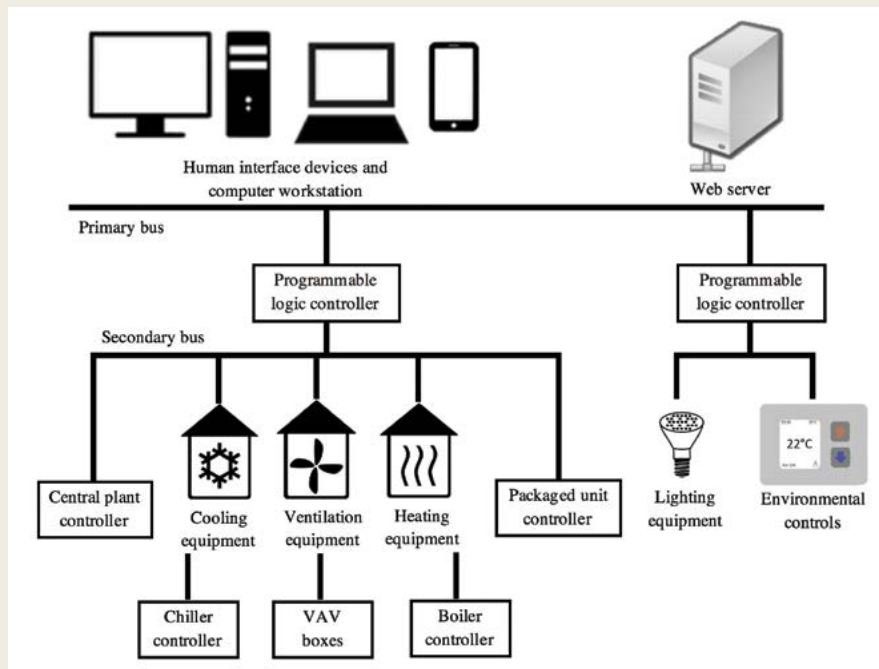 Human interface devices and
computer workstation
Web server
Primary bus
Programmable
logic controller
Programmable
logic controller
Secondary bus
22°C
Central plant
controller
Cooling
equipment
Ventilation
equipment
Heating
equipment
Packaged unit
controller
Lighting
equipment
Environmental
controls
Chiller
controller
VAV
boxes
Boiler
controller